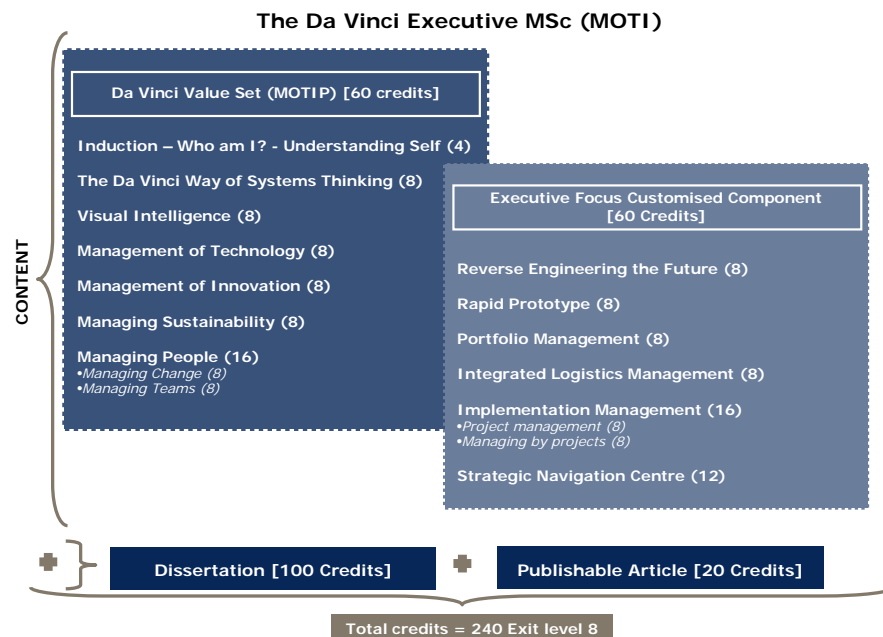 The Da Vinci Executive MSc (MOTI)
CONTENT
Da Vinci Value Set (MOTIP) [60 credits]
Induction – Who am I? - Understanding Self (4)
The Da Vinci Way of Systems Thinking (8)
Visual Intelligence (8)
Management of Technology (8)
Management of Innovation (8)
Managing Sustainability (8)
Managing People (16)
•Managing Change (8)
•Managing Teams (8)
Executive Focus Customised Component
[60 Credits]
Reverse Engineering the Future (8)
Rapid Prototype (8)
Portfolio Management (8)
Integrated Logistics Management (8)
Implementation Management (16)
•Project management (8)
•Managing by projects (8)
Strategic Navigation Centre (12)
Dissertation [100 Credits]
Publishable Article [20 Credits]
Total credits = 240 Exit level 8